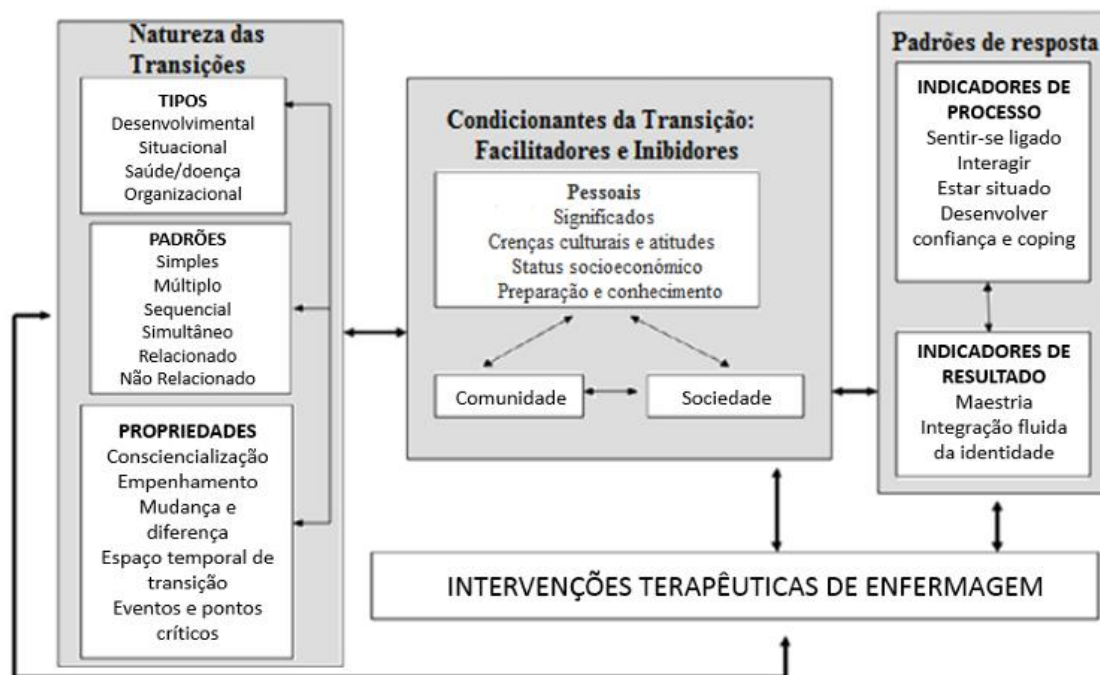 Natureza das
Transições
TIPOS
Desenvolvimental
Situacional
Saúde/doença
Organizacional
PADRÕES
Simples
Múltiplo
Sequencial
Simultâneo
Relacionado
Não Relacionado
PROPRIEDADES
Consciencialização
Empenhamento
Mudança e
diferença
Espaço temporal de
transição
Eventos e pontos
críticos
Condicionantes da Transição:
Facilitadores e Inibidores
Pessoais
Significados
Crenças culturais e atitudes
Status socioeconómico
Preparação e conhecimento
Comunidade
Sociedade
Padrões de resposta
INDICADORES DE
PROCESSO
Sentir-se ligado
Interagir
Estar situado
Desenvolver
confiança e coping
INDICADORES DE
RESULTADO
Maestria
Integração fluida
da identidade
INTERVENÇÕES TERAPÊUTICAS DE ENFERMAGEM